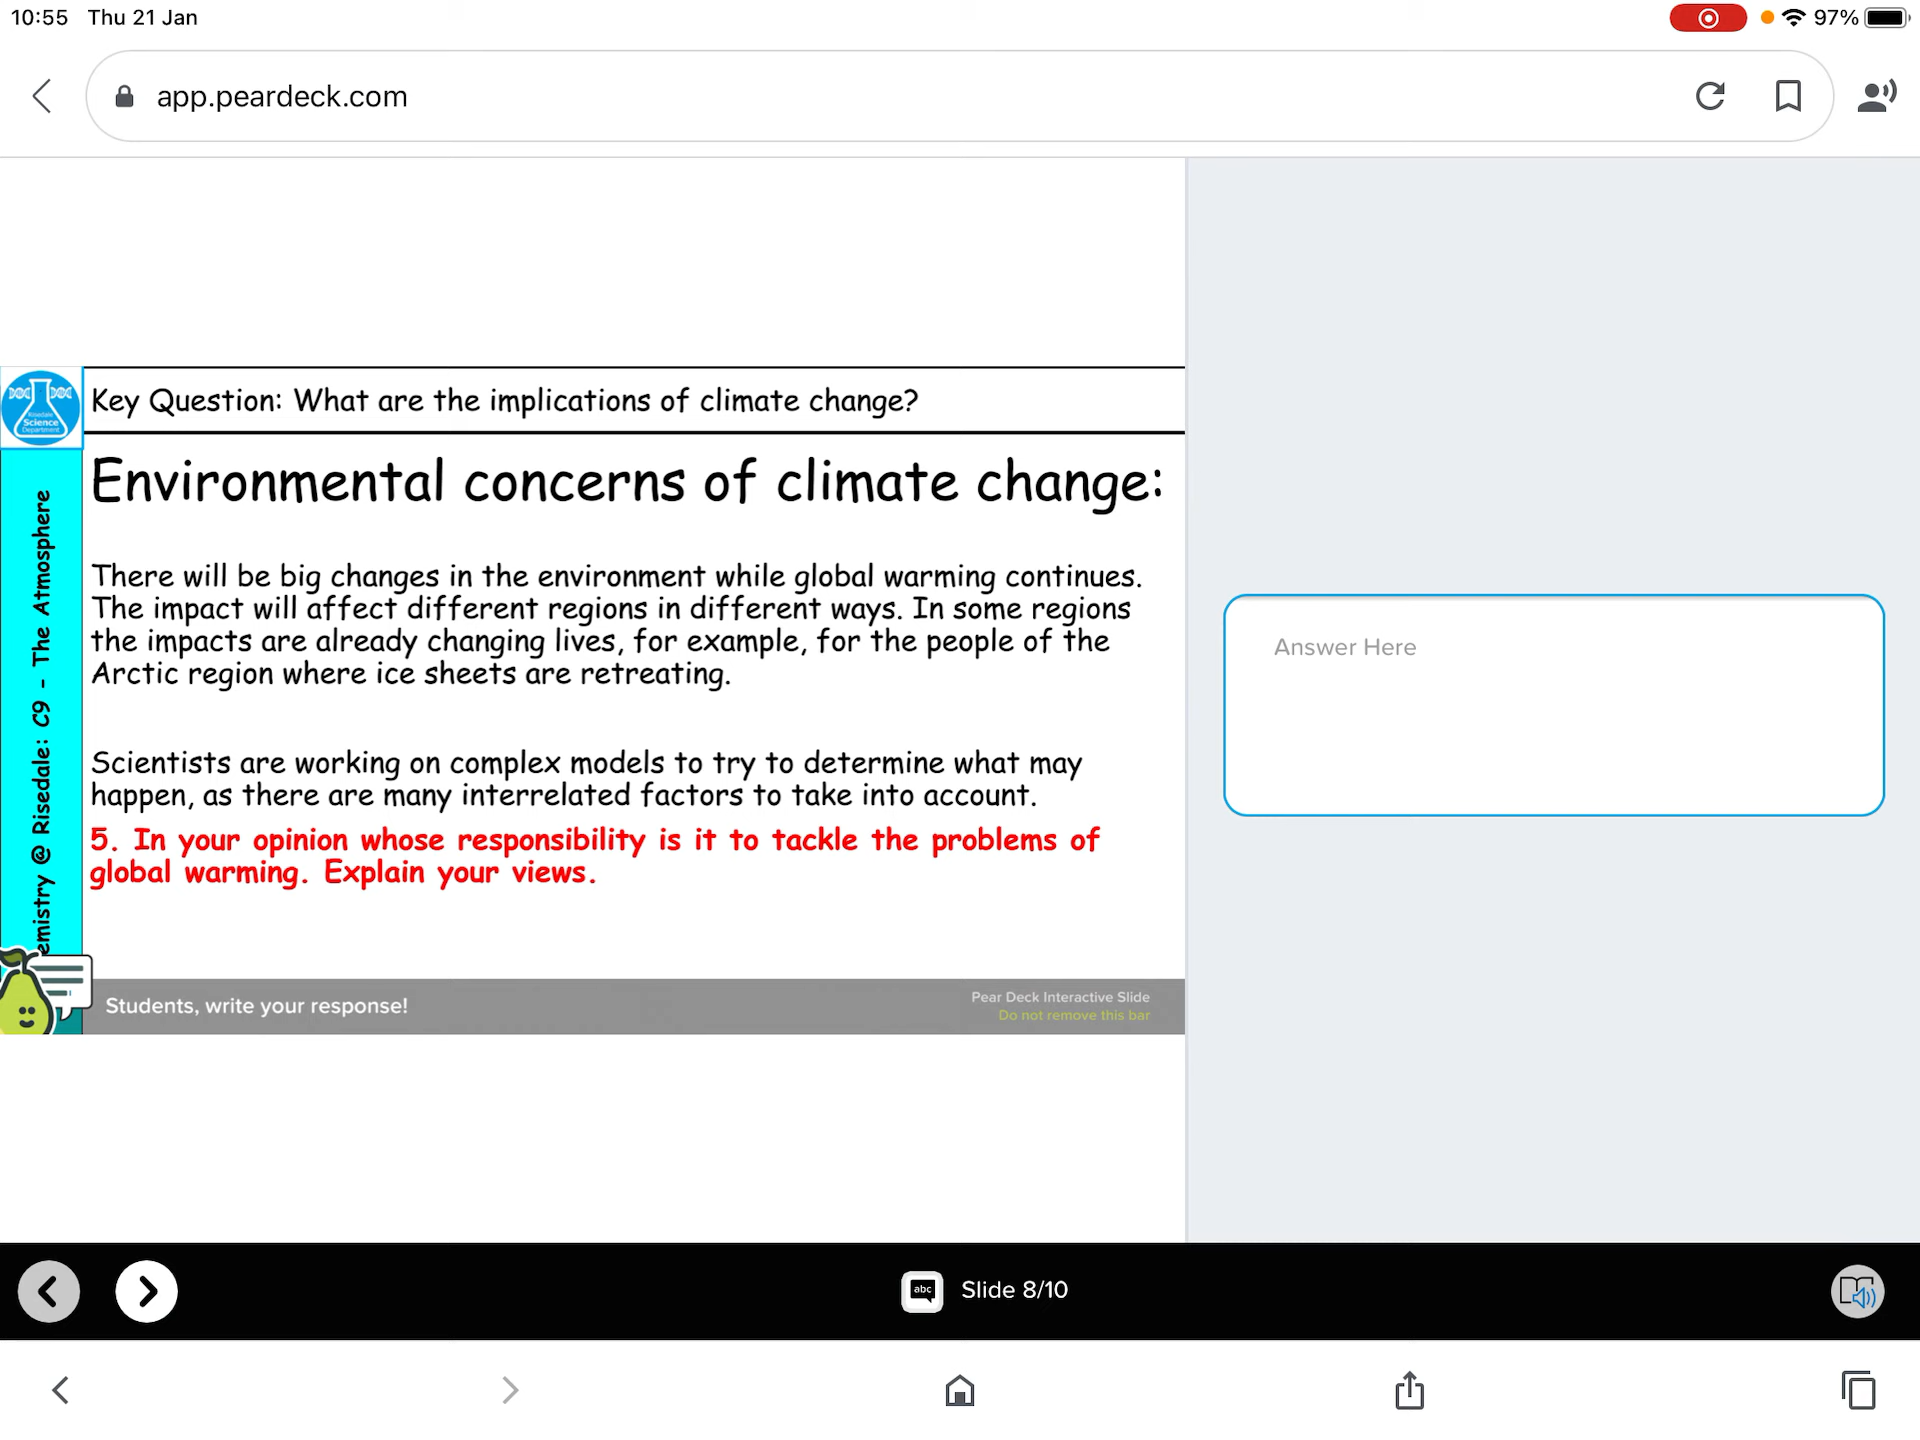 10:55 Thu 21 Jan
97%
app.peardeck.com
Key Question: What are the implications of climate change?
Risedale
Science
Department
Environmental concerns of climate change:
There will be big changes in the environment while global warming continues.
The impact will affect different regions in different ways. In some regions
the impacts are already changing lives, for example, for the people of the
Arctic region where ice sheets are retreating.
Scientists are working on complex models to try to determine what may
happen, as there are many interrelated factors to take into account.
5. In your opinion whose responsibility is it to tackle the problems of
global warming. Explain your views.
emistry @ Risedale: C9 - The Atmosphere
Students, write your response!
Pear Deck Interactive Slide
Do not remove this bar
Answer Here
abc
Slide 8/10